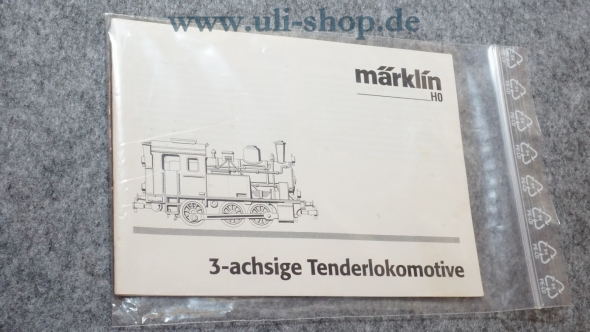 www.uli-shop.de
märklin
H0
3-achsige Tenderlokomotive